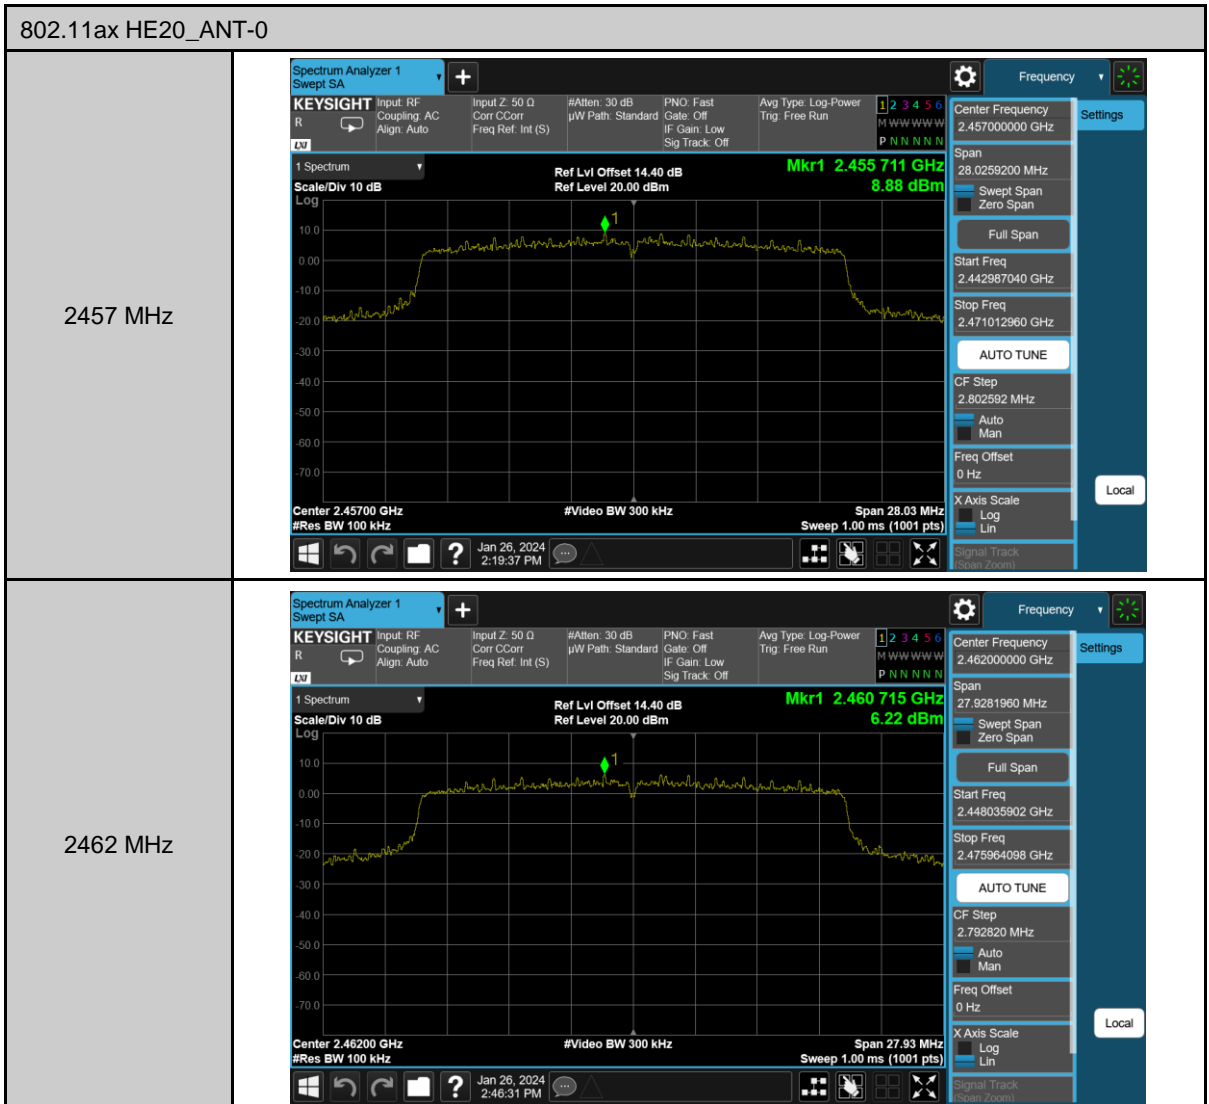 802.11ax HE20_ANT-0
2457 MHz
Spectrum Analyzer 1
Swept SA
Frequency
KEYSIGHT
R
LXI
Input: RF
Coupling: AC
Align: Auto
Input Z: 50 Ω
Corr CCorr
Freq Ref: Int (S)
#Atten: 30 dB
µW Path: Standard
PNO: Fast
Gate: Off
IF Gain: Low
Sig Track: Off
Avg Type: Log-Power
Trig: Free Run
1 2 3 4 5 6
M W W W W W
P N N N N N
1 Spectrum
Scale/Div 10 dB
Log
Ref Lvl Offset 14.40 dB
Ref Level 20.00 dBm
Mkr1 2.455 711 GHz
8.88 dBm
1
10.0
0.00
-10.0
-20.0
-30.0
-40.0
-50.0
-60.0
-70.0
Center 2.45700 GHz
#Res BW 100 kHz
#Video BW 300 kHz
Span 28.03 MHz
Sweep 1.00 ms (1001 pts)
Jan 26, 2024
2:19:37 PM
Center Frequency
2.457000000 GHz
Settings
Span
28.0259200 MHz
Swept Span
Zero Span
Full Span
Start Freq
2.442987040 GHz
Stop Freq
2.471012960 GHz
AUTO TUNE
CF Step
2.802592 MHz
Auto
Man
Freq Offset
0 Hz
X Axis Scale
Log
Lin
Signal Track
(Span Zoom)
Local
2462 MHz
Spectrum Analyzer 1
Swept SA
Frequency
KEYSIGHT
R
LXI
Input: RF
Coupling: AC
Align: Auto
Input Z: 50 Ω
Corr CCorr
Freq Ref: Int (S)
#Atten: 30 dB
µW Path: Standard
PNO: Fast
Gate: Off
IF Gain: Low
Sig Track: Off
Avg Type: Log-Power
Trig: Free Run
1 2 3 4 5 6
M W W W W W
P N N N N N
1 Spectrum
Scale/Div 10 dB
Log
Ref Lvl Offset 14.40 dB
Ref Level 20.00 dBm
Mkr1 2.460 715 GHz
6.22 dBm
1
10.0
0.00
-10.0
-20.0
-30.0
-40.0
-50.0
-60.0
-70.0
Center 2.46200 GHz
#Res BW 100 kHz
#Video BW 300 kHz
Span 27.93 MHz
Sweep 1.00 ms (1001 pts)
Jan 26, 2024
2:46:31 PM
Center Frequency
2.462000000 GHz
Settings
Span
27.9281960 MHz
Swept Span
Zero Span
Full Span
Start Freq
2.448035902 GHz
Stop Freq
2.475964098 GHz
AUTO TUNE
CF Step
2.792820 MHz
Auto
Man
Freq Offset
0 Hz
X Axis Scale
Log
Lin
Signal Track
(Span Zoom)
Local